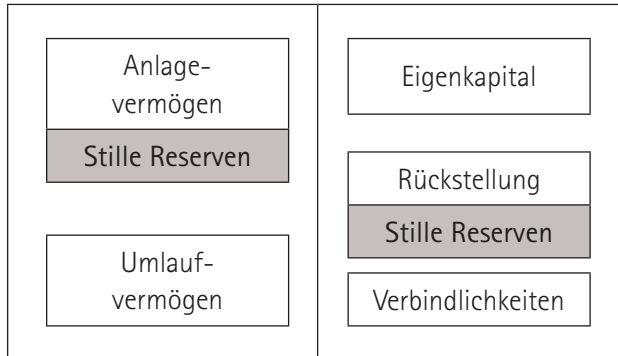 Anlage-
vermögen
Stille Reserven
Umlauf-
vermögen
Eigenkapital
Rückstellung
Stille Reserven
Verbindlichkeiten